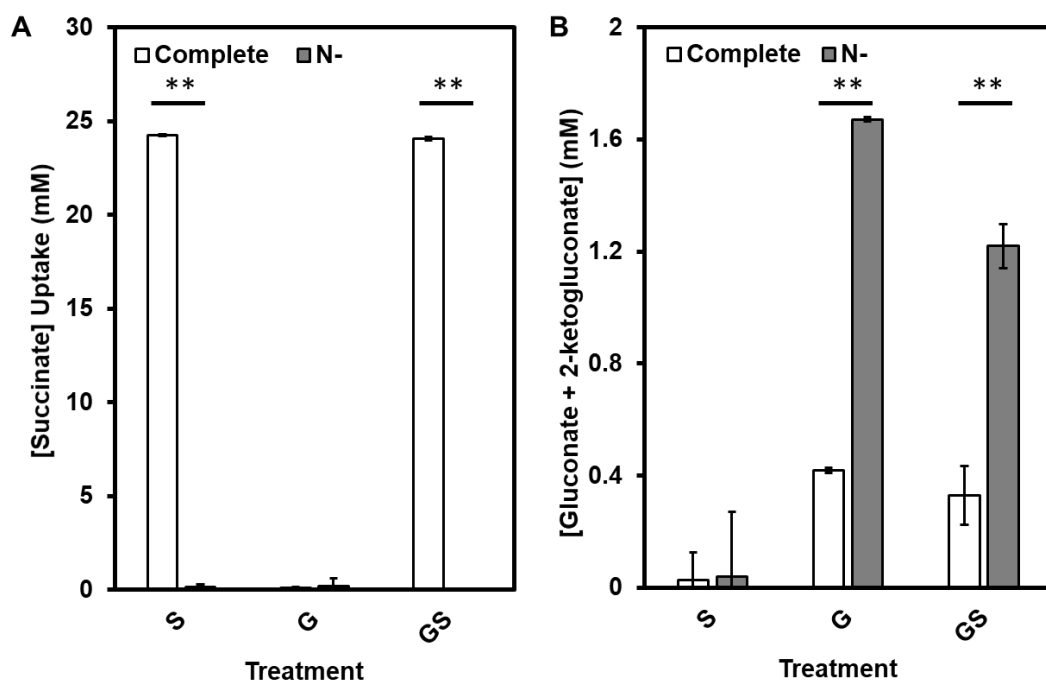 A
[Succinate] Uptake (mM)
30
25
20
15
10
5
0
Complete N-
**
**
S
G
GS
Treatment
B
[Gluconate + 2-ketogluconate] (mM)
2
1.6
1.2
0.8
0.4
0
Complete N-
**
**
S
G
GS
Treatment